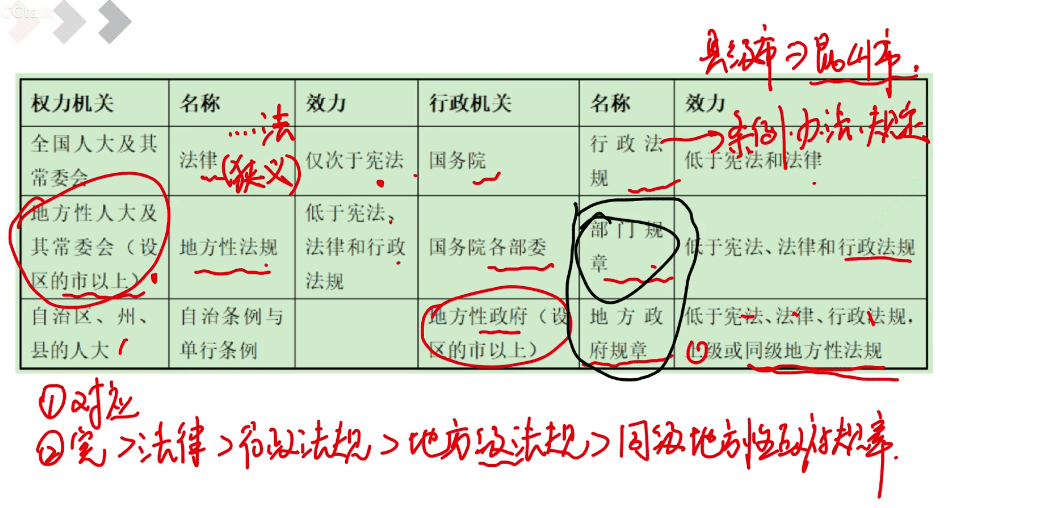 CCtalk
县级市⇒昆山市.
权力机关 名称 效力 行政机关 名称 效力
....法
→条例、办法、规定
全国人大及其常委会 法律 仅次于宪法 国务院 行政法规 低于宪法和法律
(狭义)
地方性人大及其常委会（设区的市以上） 地方性法规 低于宪法、法律和行政法规 国务院各部委 部门规章 低于宪法、法律和行政法规
自治区、州、县的人大 自治条例与单行条例 地方性政府（设区的市以上） 地方政府规章 低于宪法、法律、行政法规，上级或同级地方性法规
①对应
②宪>法律>行政法规>地方级法规>同级地方性政府规章.